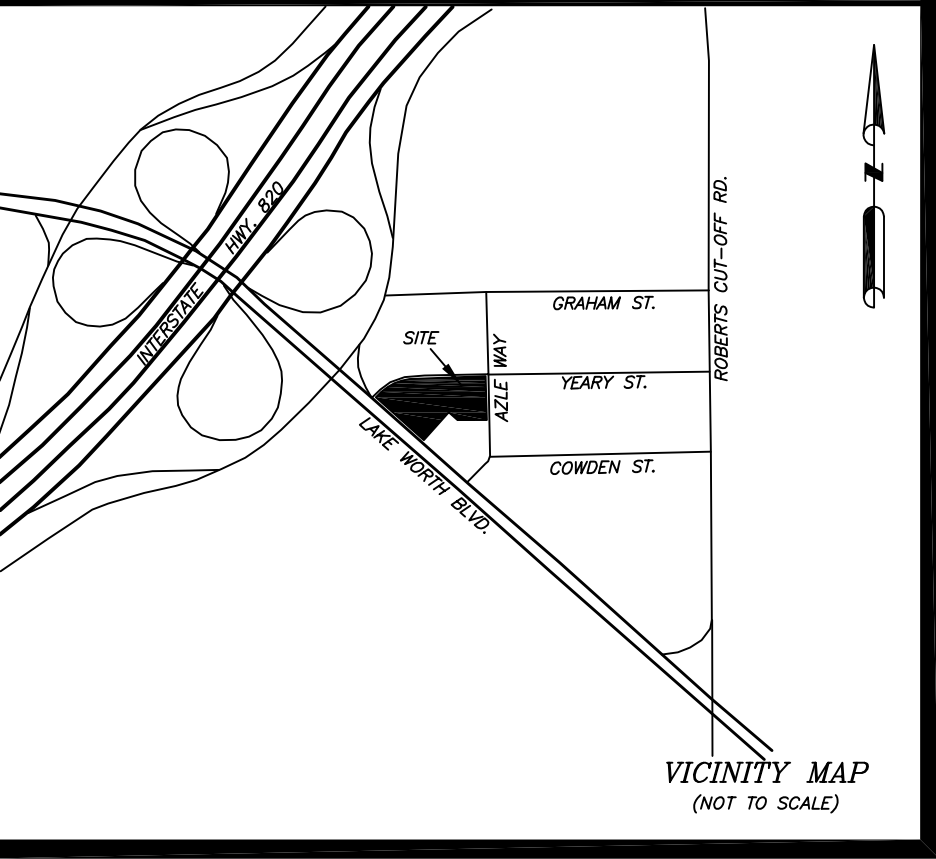 INTERSTATE HWY. 820
ROBERTS CUT-OFF RD.
N
GRAHAM ST.
SITE
AZLE WAY
YEARY ST.
LAKE WORTH BLVD.
COWDEN ST.
VICINITY MAP
(NOT TO SCALE)